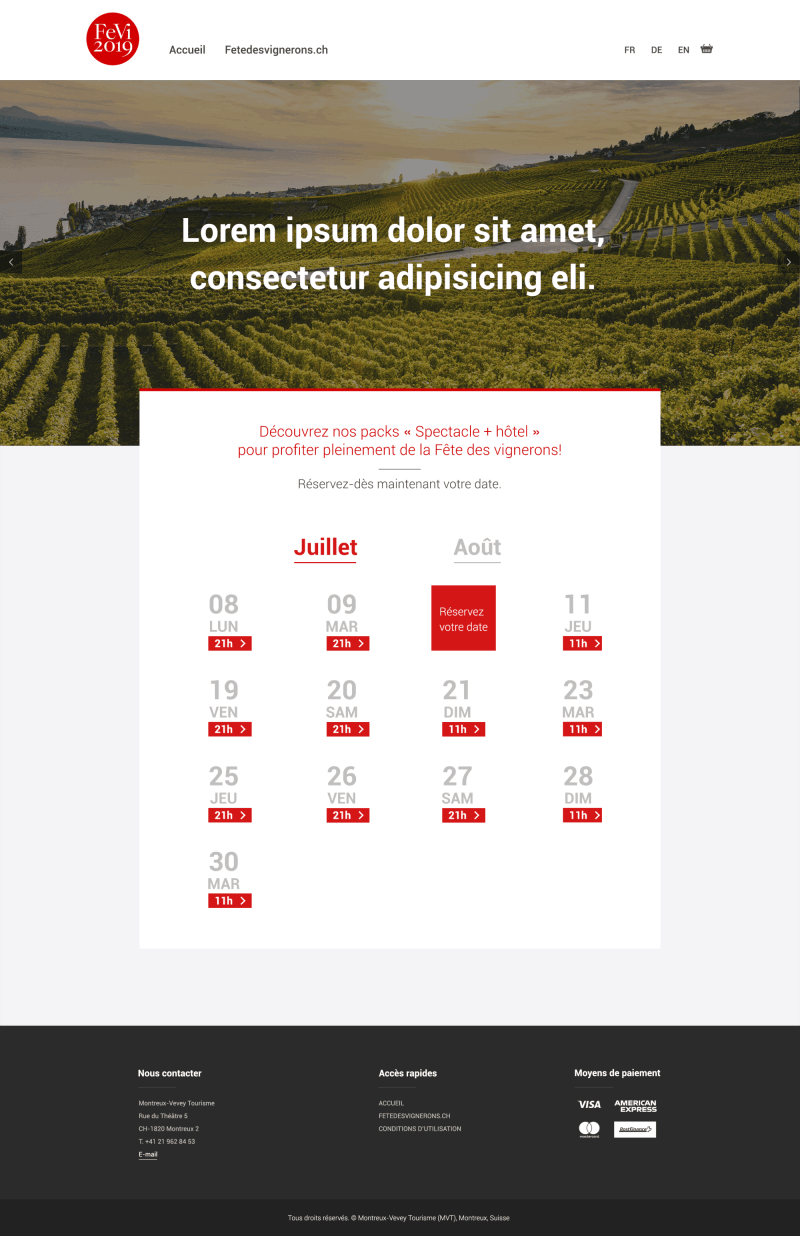 FeVi
2019
Accueil Fetedesvignerons.ch FR DE EN
Lorem ipsum dolor sit amet,
consectetur adipisicing eli.
Découvrez nos packs « Spectacle + hôtel »
pour profiter pleinement de la Fête des vignerons!
Réservez-dès maintenant votre date.
Juillet Août
08 09 11
LUN MAR JEU
21h 21h 11h
Réservez
votre date
19 20 21 23
VEN SAM DIM MAR
21h 21h 11h 11h
25 26 27 28
JEU VEN SAM DIM
21h 21h 21h 11h
30
MAR
11h
Nous contacter
Montreux-Vevey Tourisme
Rue du Théâtre 5
CH-1820 Montreux 2
T. +41 21 962 84 53
E-mail
Accès rapides
ACCUEIL
FETEDESVIGNERONS.CH
CONDITIONS D'UTILISATION
Moyens de paiement
VISA
AMERICAN
EXPRESS
mastercard
PostFinance
Tous droits réservés. © Montreux-Vevey Tourisme (MVT), Montreux, Suisse